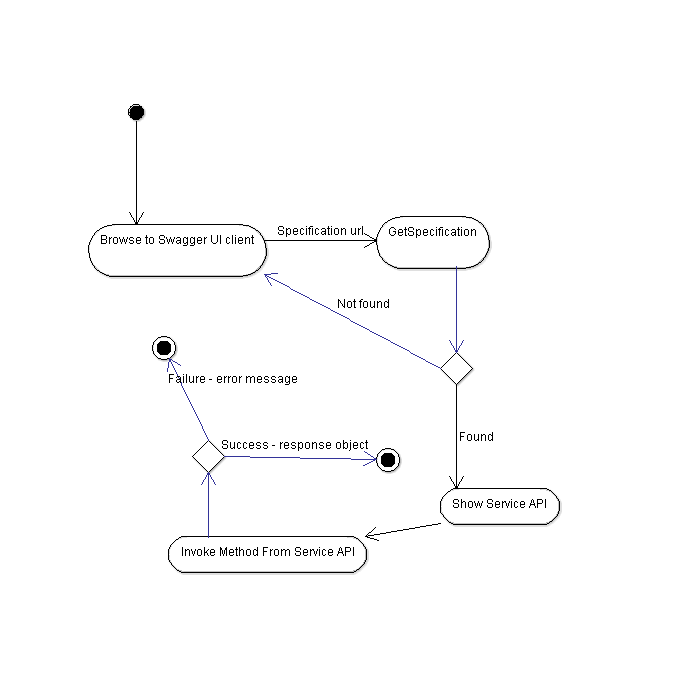 Specification url
GetSpecification
Browse to Swagger UI client
Not found
Failure - error message
Found
Success - response object
Show Service API
Invoke Method From Service API